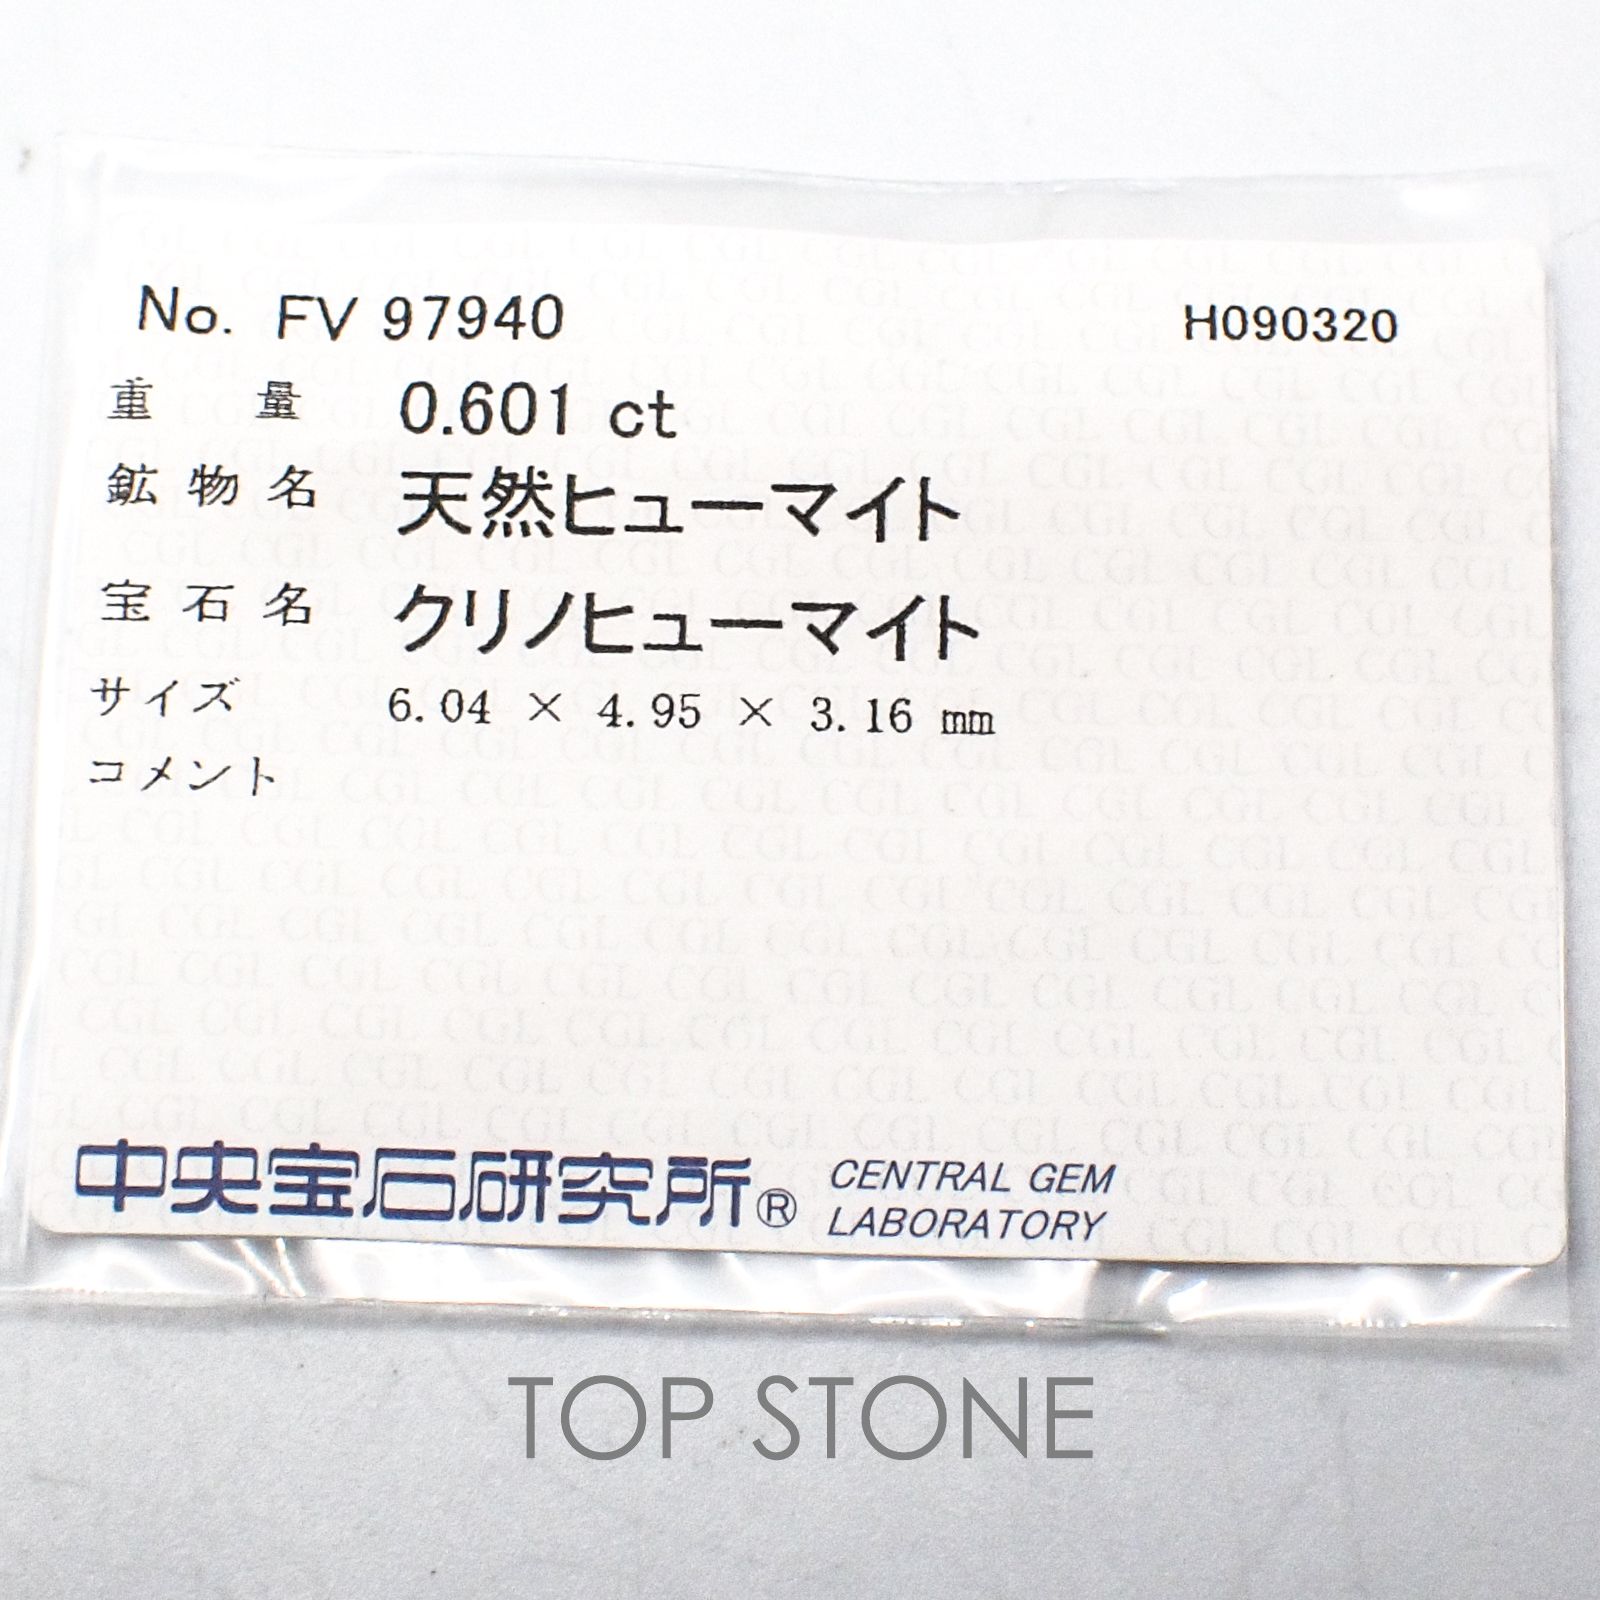 No. FV 97940 H090320
重量 0.601 ct
鉱物名 天然ヒューマイト
宝石名 クリノヒューマイト
サイズ 6.04 × 4.95 × 3.16 mm
コメント
中央宝石研究所® CENTRAL GEM
LABORATORY
TOP STONE